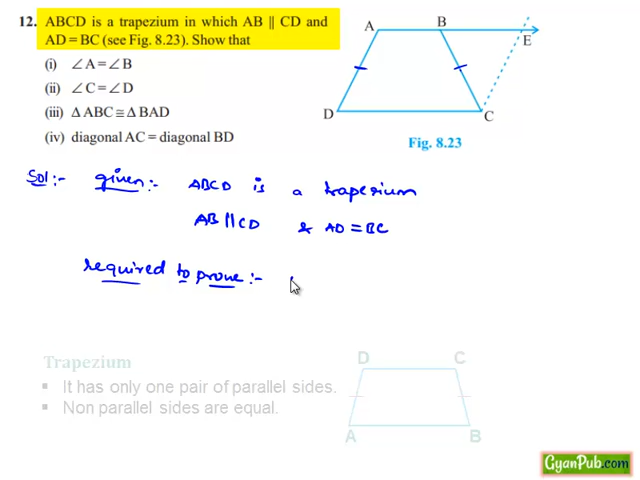 12. ABCD is a trapezium in which AB || CD and
AD = BC (see Fig. 8.23). Show that
(i) ∠A = ∠B
(ii) ∠C = ∠D
(iii) Δ ABC ≅ Δ BAD
(iv) diagonal AC = diagonal BD
A
B
E
D
C
Fig. 8.23
Sol:- given:- ABCD is a trapezium
AB || CD & AD = BC
required to prove:-
Trapezium
▪ It has only one pair of parallel sides.
▪ Non parallel sides are equal.
D C
A B
GyanPub.com